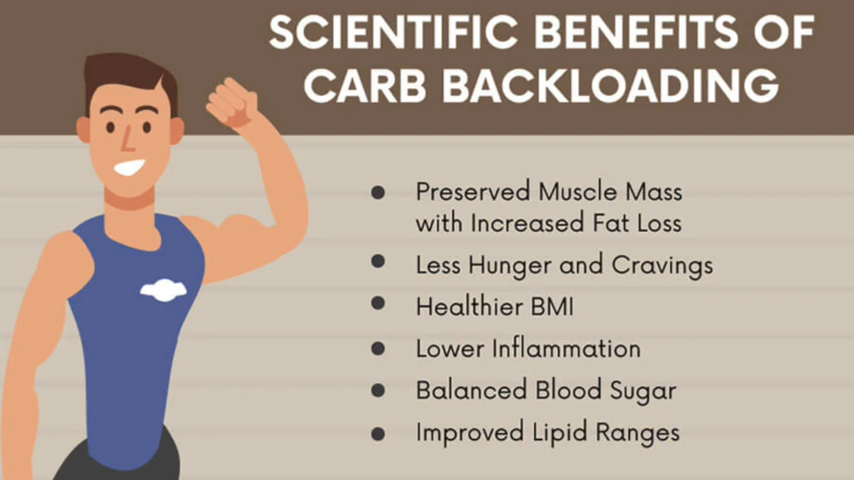 SCIENTIFIC BENEFITS OF
CARB BACKLOADING
● Preserved Muscle Mass
with Increased Fat Loss
● Less Hunger and Cravings
● Healthier BMI
● Lower Inflammation
● Balanced Blood Sugar
● Improved Lipid Ranges